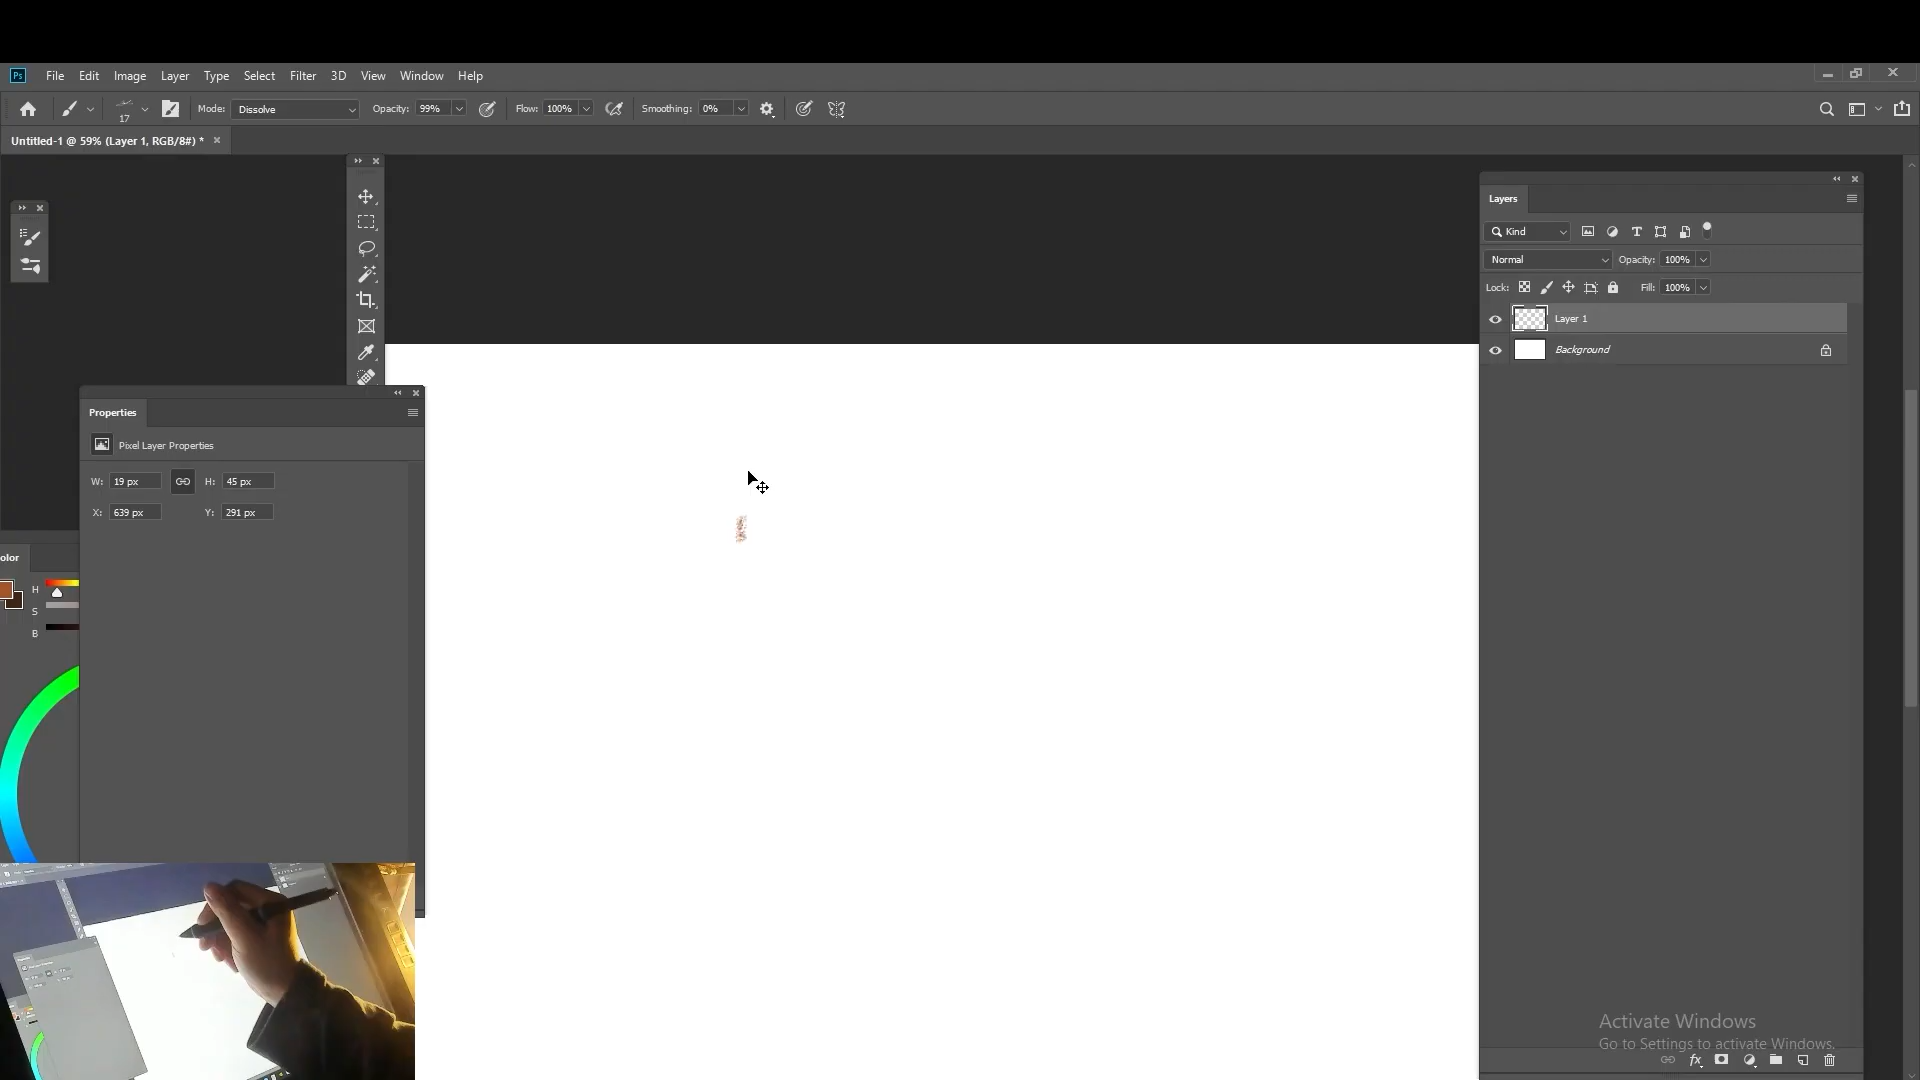 Ps File Edit Image Layer Type Select Filter 3D View Window Help
17 Mode: Dissolve Opacity: 99% Flow: 100% Smoothing: 0%
Untitled-1 @ 59% (Layer 1, RGB/8#) *
Layers
Kind
Normal Opacity: 100%
Lock: Fill: 100%
Layer 1
Background
Properties
Pixel Layer Properties
W: 19 px H: 45 px
X: 639 px Y: 291 px
olor
H
S
B
Activate Windows
Go to Settings to activate Windows.
fx